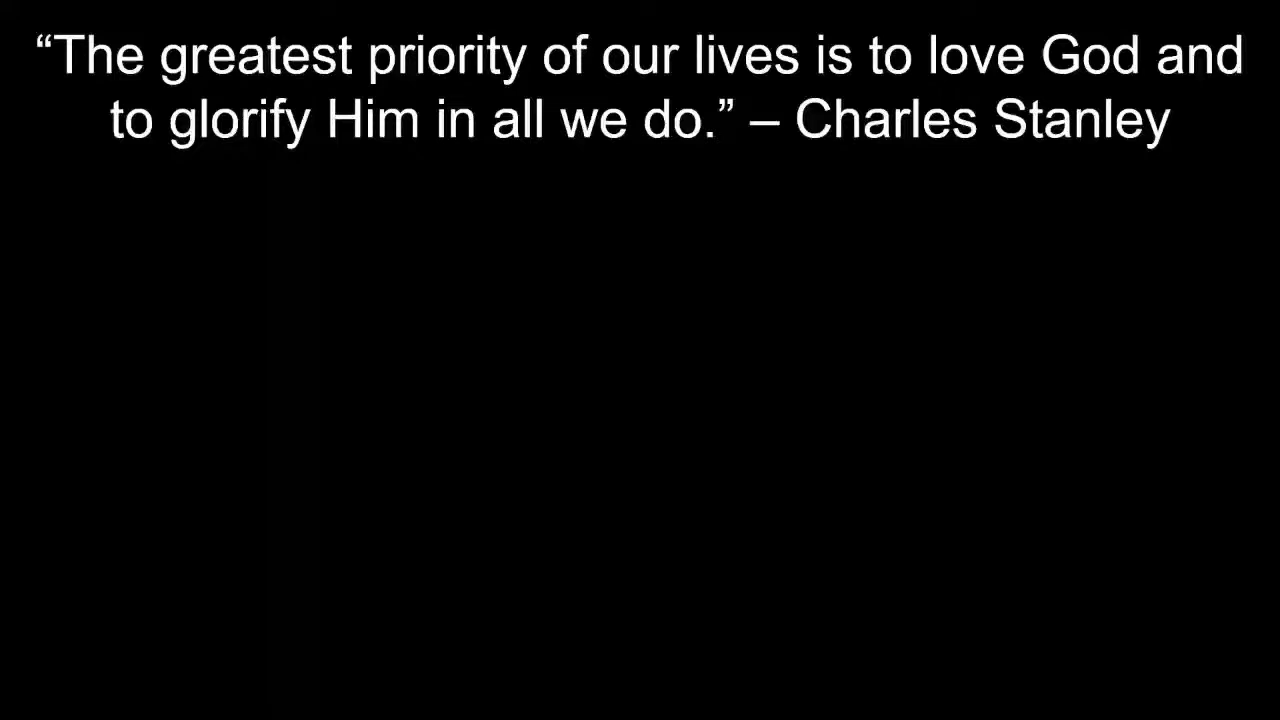 “The greatest priority of our lives is to love God and
to glorify Him in all we do.” – Charles Stanley